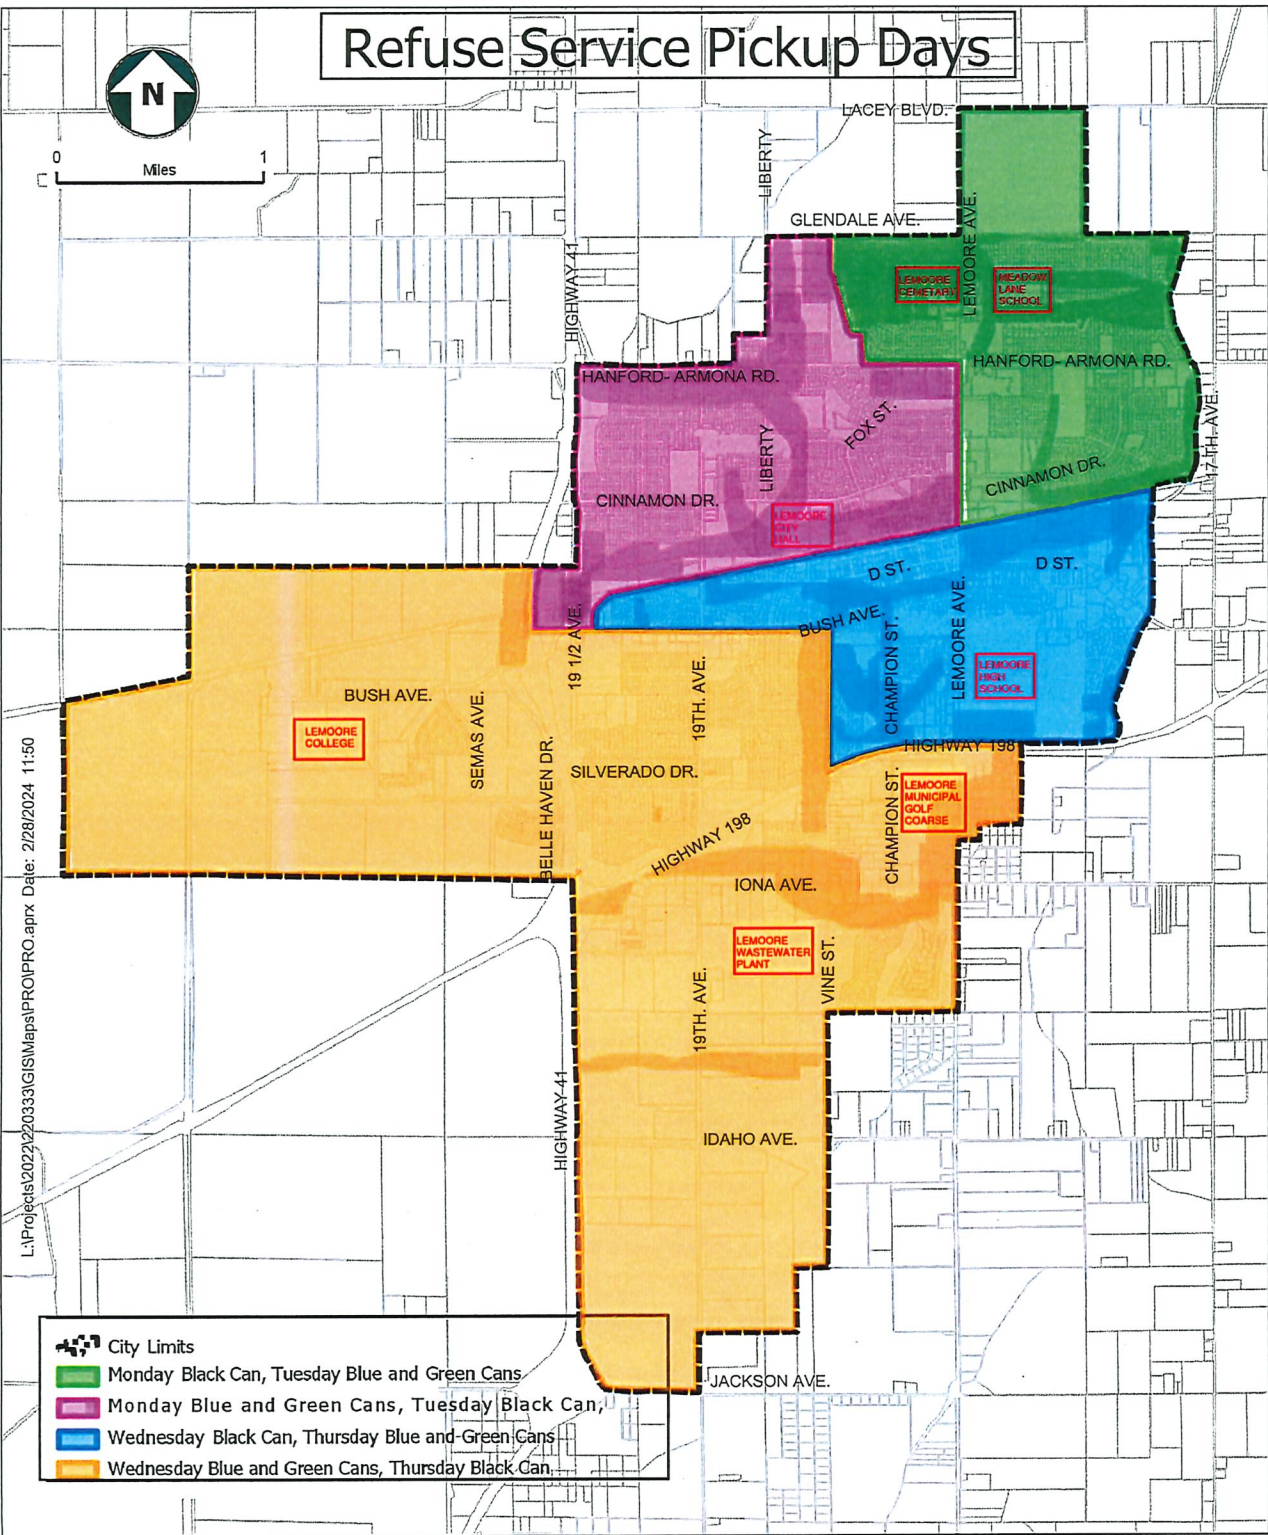 Refuse Service Pickup Days
N
0 1
Miles
LACEY BLVD.
LIBERTY
GLENDALE AVE.
LEMOORE AVE.
HIGHWAY 41
LEMOORE
CEMETARY
MEADOW
LANE
SCHOOL
HANFORD- ARMONA RD.
HANFORD- ARMONA RD.
17 TH. AVE.
FOX ST.
LIBERTY
CINNAMON DR.
CINNAMON DR.
LEMOORE
CITY
HALL
D ST.
D ST.
BUSH AVE.
19 1/2 AVE.
CHAMPION ST.
LEMOORE AVE.
LEMOORE
HIGH
SCHOOL
19TH. AVE.
BUSH AVE.
SEMAS AVE.
LEMOORE
COLLEGE
BELLE HAVEN DR.
SILVERADO DR.
HIGHWAY 198
CHAMPION ST.
LEMOORE
MUNICIPAL
GOLF
COARSE
HIGHWAY 198
IONA AVE.
LEMOORE
WASTEWATER
PLANT
VINE ST.
19TH. AVE.
HIGHWAY 41
IDAHO AVE.
JACKSON AVE.
L:\Projects\2022\220333\GIS\Maps\PRO\PRO.aprx Date: 2/28/2024 11:50
City Limits
Monday Black Can, Tuesday Blue and Green Cans
Monday Blue and Green Cans, Tuesday Black Can,
Wednesday Black Can, Thursday Blue and Green Cans
Wednesday Blue and Green Cans, Thursday Black Can